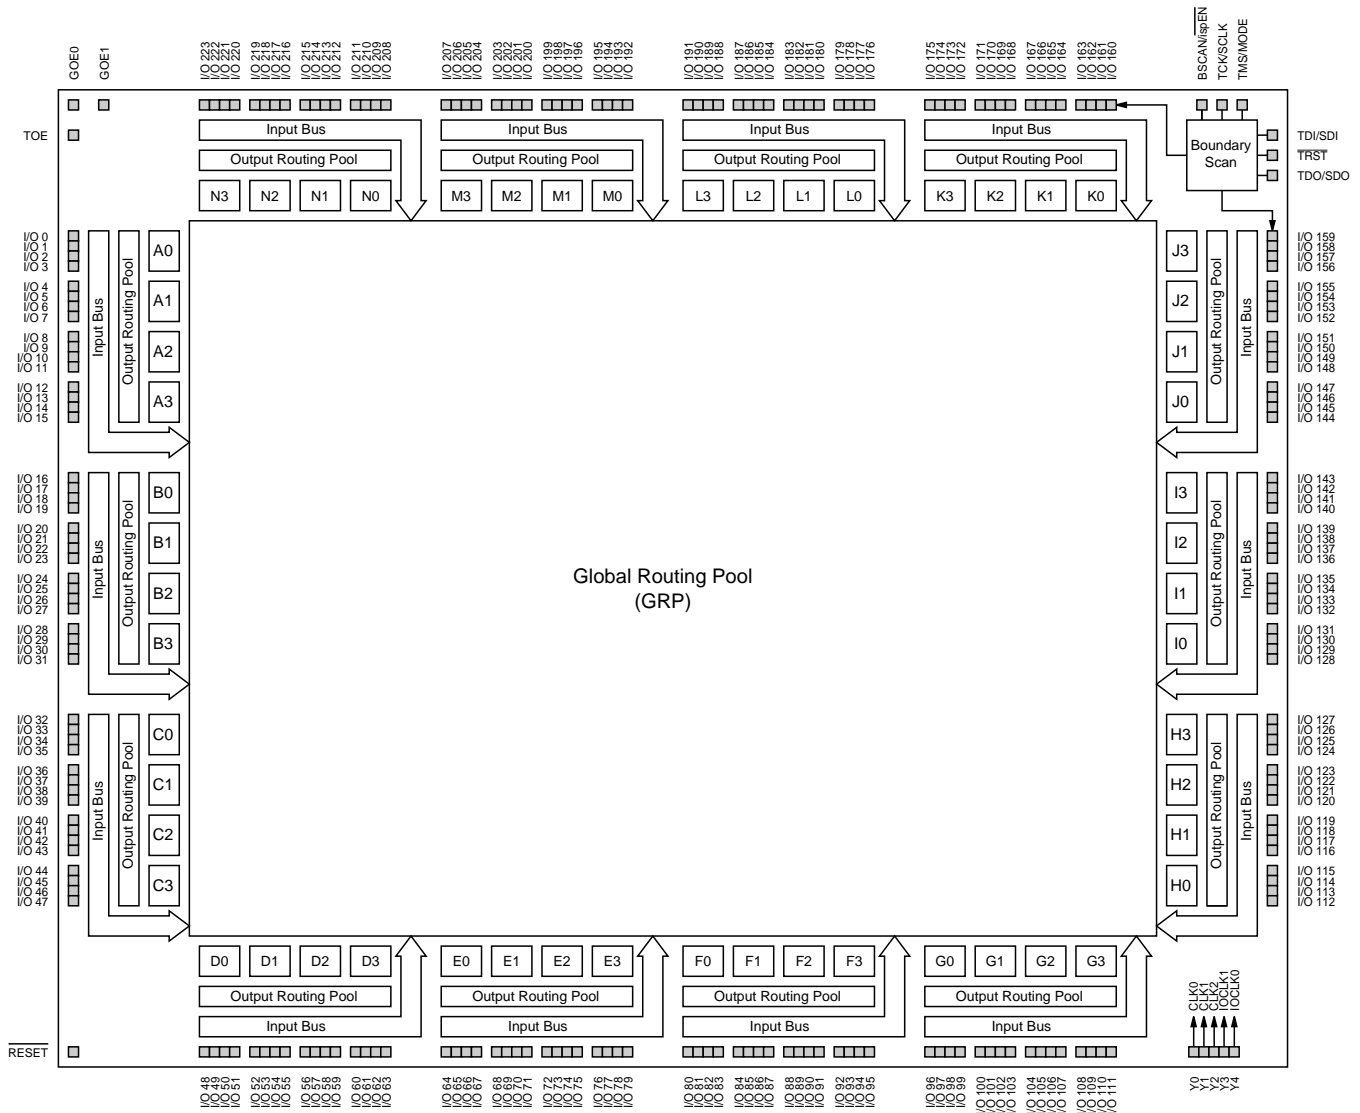 GOE0
GOE1
I/O 223
I/O 222
I/O 221
I/O 220
I/O 219
I/O 218
I/O 217
I/O 216
I/O 215
I/O 214
I/O 213
I/O 212
I/O 211
I/O 210
I/O 209
I/O 208
I/O 207
I/O 206
I/O 205
I/O 204
I/O 203
I/O 202
I/O 201
I/O 200
I/O 199
I/O 198
I/O 197
I/O 196
I/O 195
I/O 194
I/O 193
I/O 192
I/O 191
I/O 190
I/O 189
I/O 188
I/O 187
I/O 186
I/O 185
I/O 184
I/O 183
I/O 182
I/O 181
I/O 180
I/O 179
I/O 178
I/O 177
I/O 176
I/O 175
I/O 174
I/O 173
I/O 172
I/O 171
I/O 170
I/O 169
I/O 168
I/O 167
I/O 166
I/O 165
I/O 164
I/O 163
I/O 162
I/O 161
I/O 160
BSCAN/ispEN
TCK/SCLK
TMS/MODE
TOE
Input Bus
Input Bus
Input Bus
Input Bus
Output Routing Pool
Output Routing Pool
Output Routing Pool
Output Routing Pool
N3 N2 N1 N0
M3 M2 M1 M0
L3 L2 L1 L0
K3 K2 K1 K0
Boundary
Scan
TDI/SDI
TRST
TDO/SDO
I/O 0
I/O 1
I/O 2
I/O 3
I/O 4
I/O 5
I/O 6
I/O 7
I/O 8
I/O 9
I/O 10
I/O 11
I/O 12
I/O 13
I/O 14
I/O 15
Input Bus
Output Routing Pool
A0
A1
A2
A3
I/O 16
I/O 17
I/O 18
I/O 19
I/O 20
I/O 21
I/O 22
I/O 23
I/O 24
I/O 25
I/O 26
I/O 27
I/O 28
I/O 29
I/O 30
I/O 31
Input Bus
Output Routing Pool
B0
B1
B2
B3
I/O 32
I/O 33
I/O 34
I/O 35
I/O 36
I/O 37
I/O 38
I/O 39
I/O 40
I/O 41
I/O 42
I/O 43
I/O 44
I/O 45
I/O 46
I/O 47
Input Bus
Output Routing Pool
C0
C1
C2
C3
Global Routing Pool
(GRP)
J3
J2
J1
J0
Output Routing Pool
Input Bus
I/O 159
I/O 158
I/O 157
I/O 156
I/O 155
I/O 154
I/O 153
I/O 152
I/O 151
I/O 150
I/O 149
I/O 148
I/O 147
I/O 146
I/O 145
I/O 144
I3
I2
I1
I0
Output Routing Pool
Input Bus
I/O 143
I/O 142
I/O 141
I/O 140
I/O 139
I/O 138
I/O 137
I/O 136
I/O 135
I/O 134
I/O 133
I/O 132
I/O 131
I/O 130
I/O 129
I/O 128
H3
H2
H1
H0
Output Routing Pool
Input Bus
I/O 127
I/O 126
I/O 125
I/O 124
I/O 123
I/O 122
I/O 121
I/O 120
I/O 119
I/O 118
I/O 117
I/O 116
I/O 115
I/O 114
I/O 113
I/O 112
D0 D1 D2 D3
E0 E1 E2 E3
F0 F1 F2 F3
G0 G1 G2 G3
Output Routing Pool
Output Routing Pool
Output Routing Pool
Output Routing Pool
Input Bus
Input Bus
Input Bus
Input Bus
CLK0
CLK1
CLK2
IOCLK1
IOCLK0
RESET
I/O 48
I/O 49
I/O 50
I/O 51
I/O 52
I/O 53
I/O 54
I/O 55
I/O 56
I/O 57
I/O 58
I/O 59
I/O 60
I/O 61
I/O 62
I/O 63
I/O 64
I/O 65
I/O 66
I/O 67
I/O 68
I/O 69
I/O 70
I/O 71
I/O 72
I/O 73
I/O 74
I/O 75
I/O 76
I/O 77
I/O 78
I/O 79
I/O 80
I/O 81
I/O 82
I/O 83
I/O 84
I/O 85
I/O 86
I/O 87
I/O 88
I/O 89
I/O 90
I/O 91
I/O 92
I/O 93
I/O 94
I/O 95
I/O 96
I/O 97
I/O 98
I/O 99
I/O 100
I/O 101
I/O 102
I/O 103
I/O 104
I/O 105
I/O 106
I/O 107
I/O 108
I/O 109
I/O 110
I/O 111
Y0
Y1
Y2
Y3
Y4